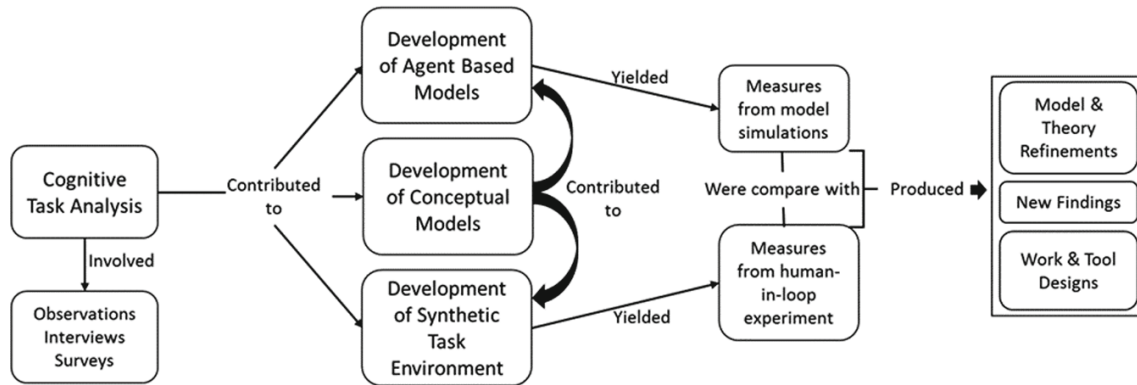 Cognitive
Task Analysis
Involved
Observations
Interviews
Surveys
Contributed
to
Development
of Agent Based
Models
Development
of Conceptual
Models
Development
of Synthetic
Task
Environment
Contributed
to
Yielded
Yielded
Measures
from model
simulations
Were compare with
Measures
from human-
in-loop
experiment
Produced
Model &
Theory
Refinements
New Findings
Work & Tool
Designs